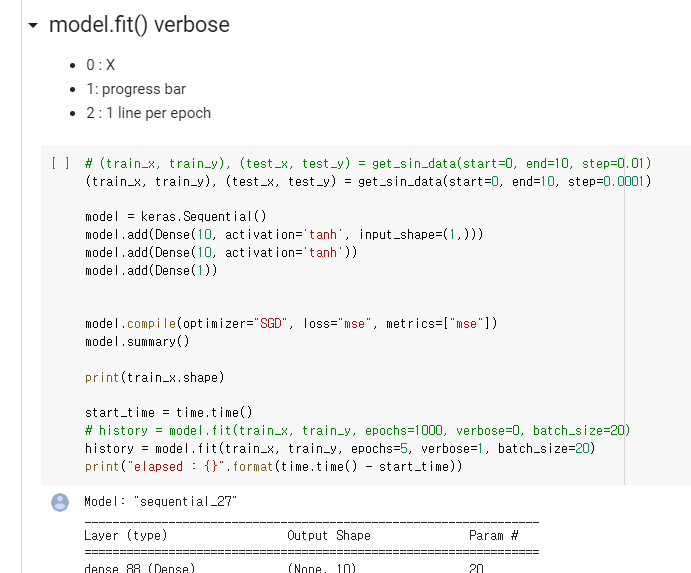 model.fit() verbose
0 : X
1: progress bar
2 : 1 line per epoch
[ ] # (train_x, train_y), (test_x, test_y) = get_sin_data(start=0, end=10, step=0.01)
(train_x, train_y), (test_x, test_y) = get_sin_data(start=0, end=10, step=0.0001)
model = keras.Sequential()
model.add(Dense(10, activation='tanh', input_shape=(1,)))
model.add(Dense(10, activation='tanh'))
model.add(Dense(1))
model.compile(optimizer="SGD", loss="mse", metrics=["mse"])
model.summary()
print(train_x.shape)
start_time = time.time()
# history = model.fit(train_x, train_y, epochs=1000, verbose=0, batch_size=20)
history = model.fit(train_x, train_y, epochs=5, verbose=1, batch_size=20)
print("elapsed : {}".format(time.time() - start_time))
Model: "sequential_27"
Layer (type) Output Shape Param #
dense_88 (Dense) (None, 10) 20